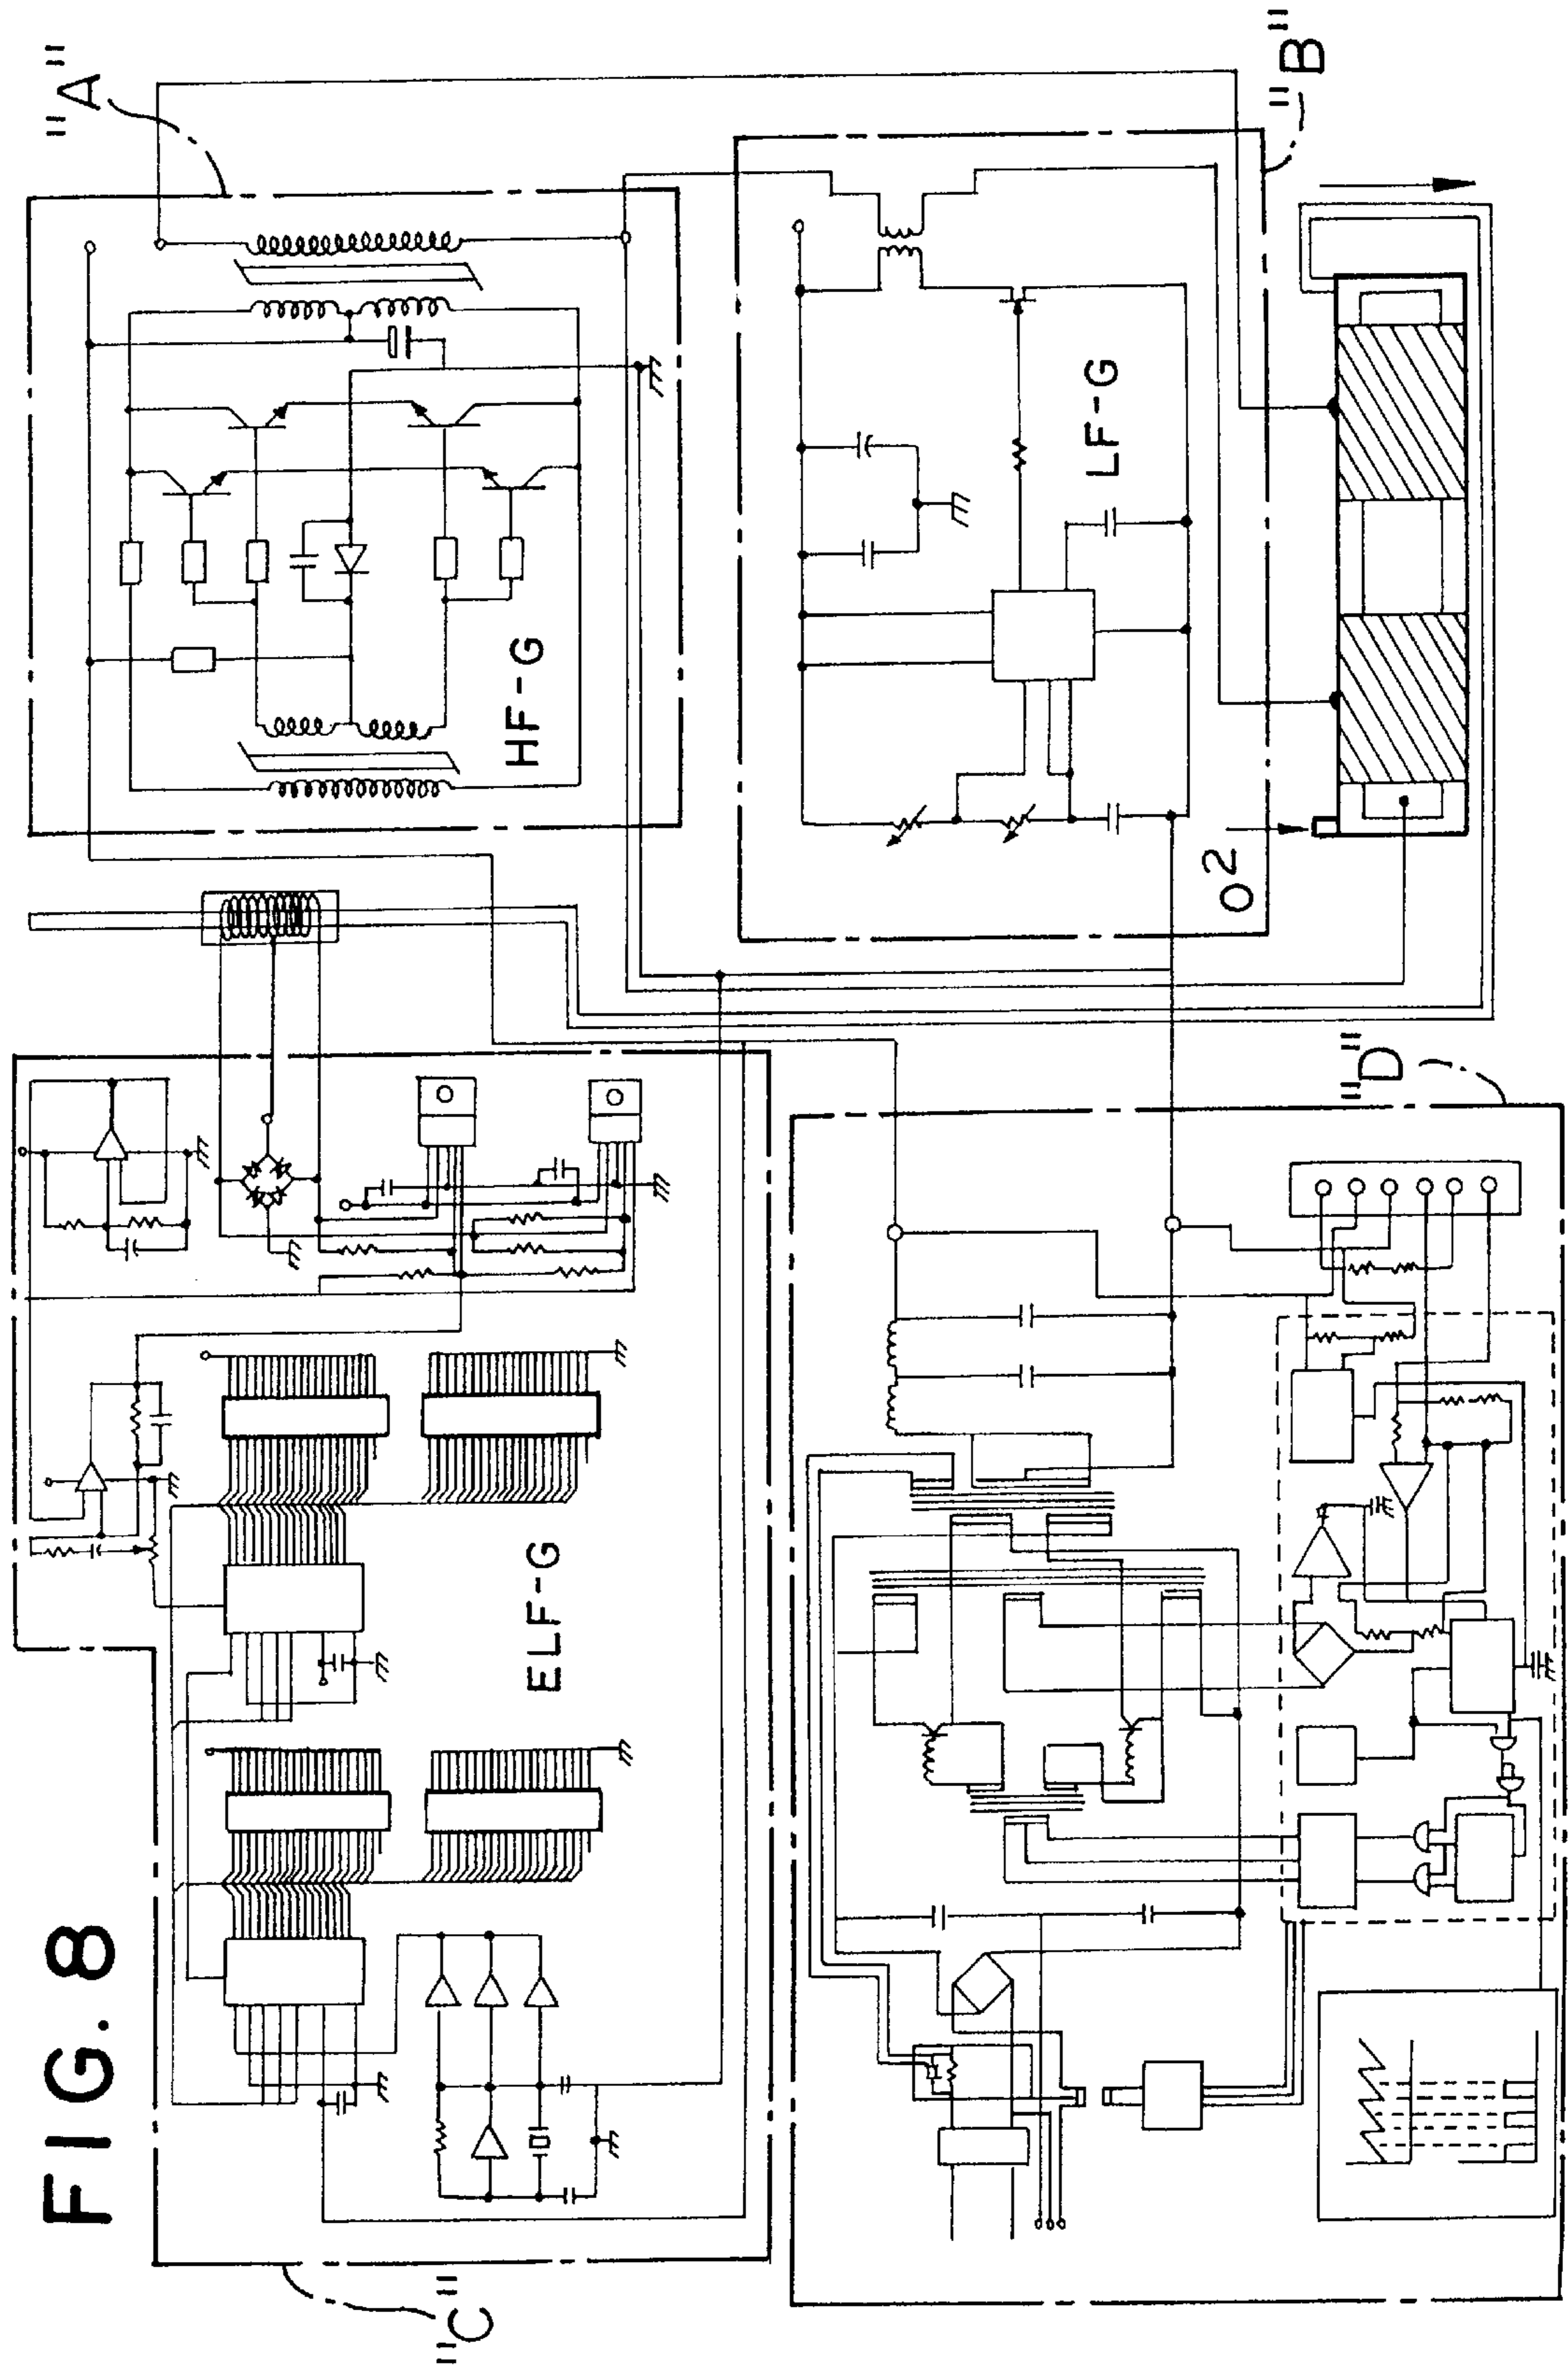 FIG. 8
"A"
HF-G
"B"
LF-G
O2
"C"
ELF-G
"D"